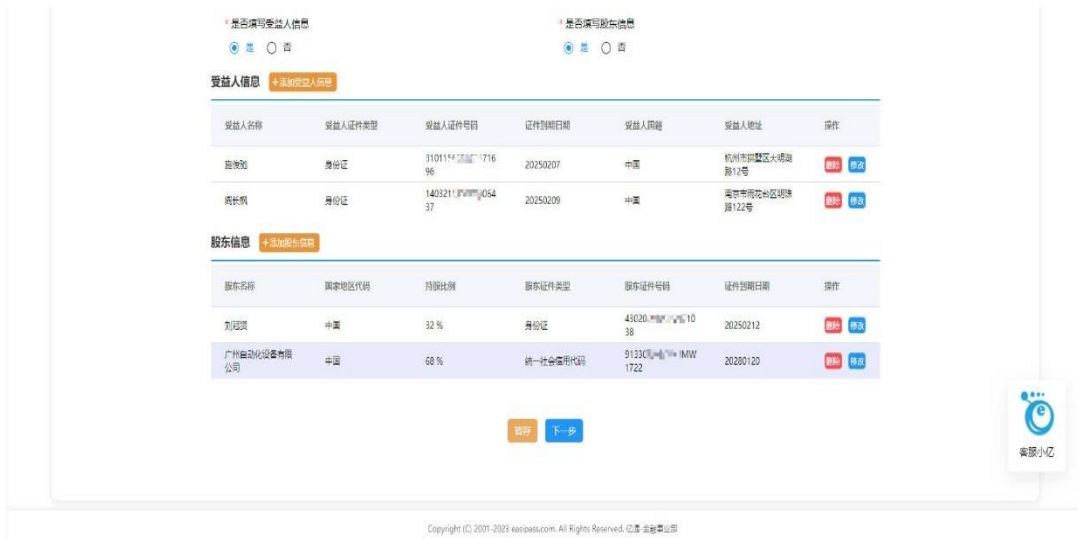 * 是否填写受益人信息 * 是否填写股东信息
是 否 是 否
受益人信息 +添加受益人信息
受益人名称 受益人证件类型 受益人证件号码 证件到期日期 受益人国籍 受益人地址 操作
身份证 20250207 中国 杭州市拱墅区大明湖路12号 删除 修改
身份证 20250209 中国 南京市雨花台区明珠路122号 删除 修改
股东信息 +添加股东信息
股东名称 国家地区代码 持股比例 股东证件类型 股东证件号码 证件到期日期 操作
中国 32 % 身份证 20250212 删除 修改
广州自动化设备有限公司 中国 68 % 统一社会信用代码 20280120 删除 修改
暂存 下一步
客服小亿
Copyright (C) 2001-2023 easipass.com. All Rights Reserved. 亿通-金融事业部